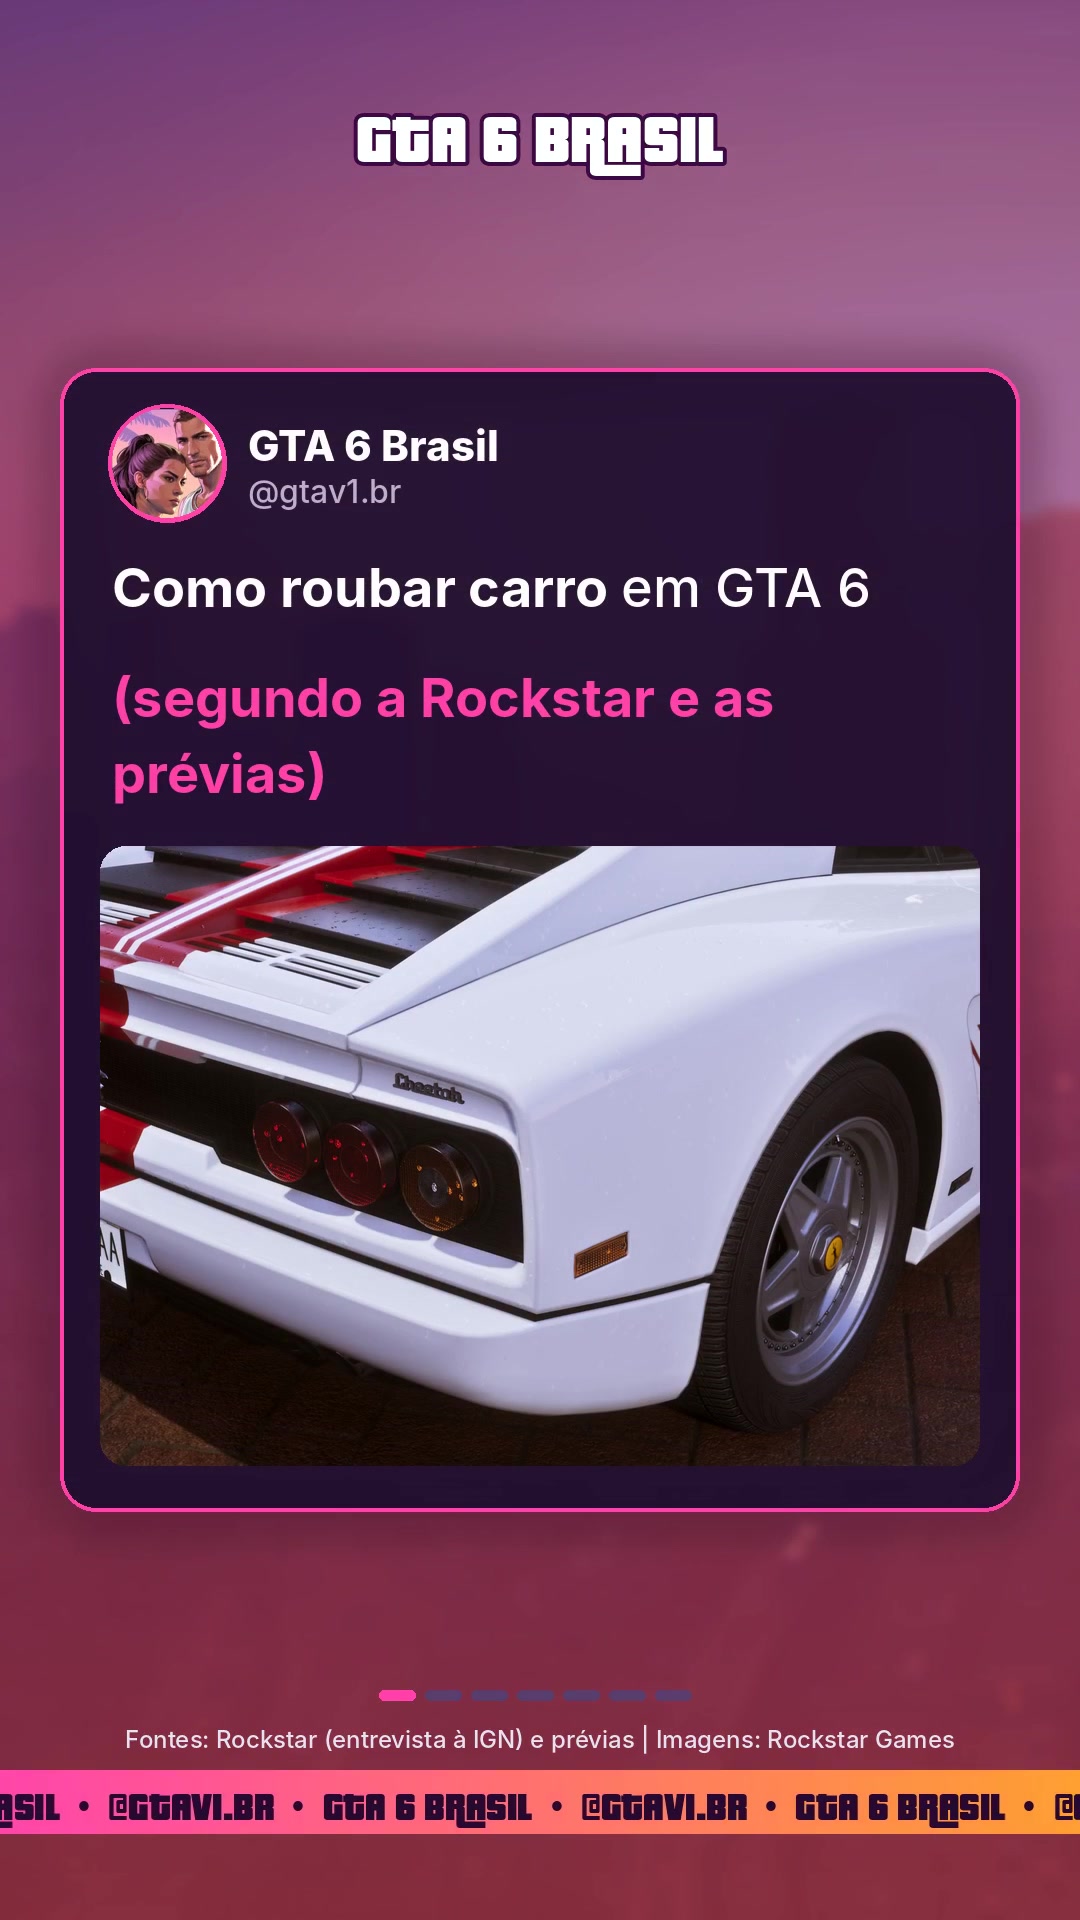 GTA 6 BRASIL
GTA 6 Brasil
@gtav1.br
Como roubar carro em GTA 6
(segundo a Rockstar e as
prévias)
Cheetah
AA
Fontes: Rockstar (entrevista à IGN) e prévias | Imagens: Rockstar Games
ASIL • @GTAVI.BR • GTA 6 BRASIL • @GTAVI.BR • GTA 6 BRASIL • @